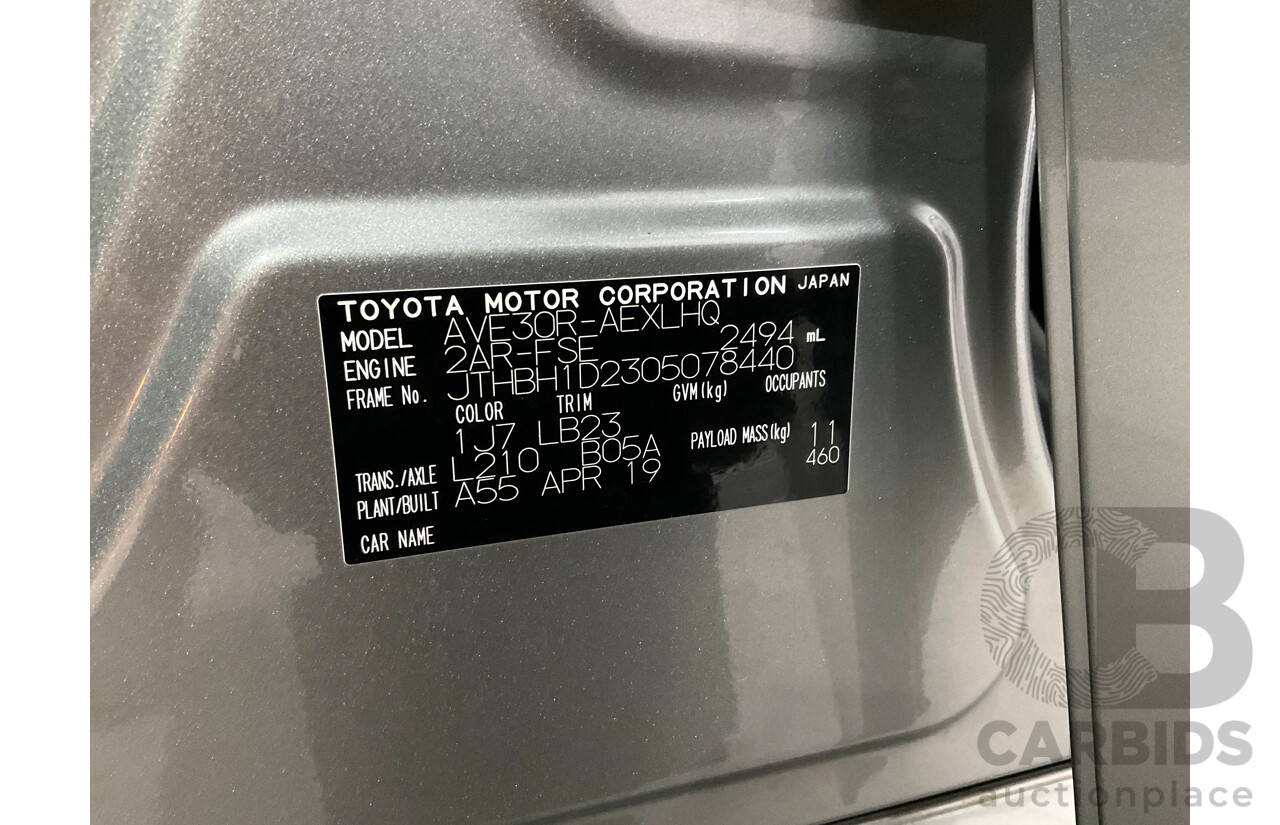 TOYOTA MOTOR CORPORATION JAPAN
MODEL AVE30R-AEXLHQ
ENGINE 2AR-FSE 2494 mL
FRAME No. JTHBH1D2305078440
COLOR TRIM GVM(kg) OCCUPANTS
1J7 LB23
TRANS./AXLE L210 B05A PAYLOAD MASS(kg) 11
PLANT/BUILT A55 APR 19 460
CAR NAME
CB
CARBIDS
auctionplace